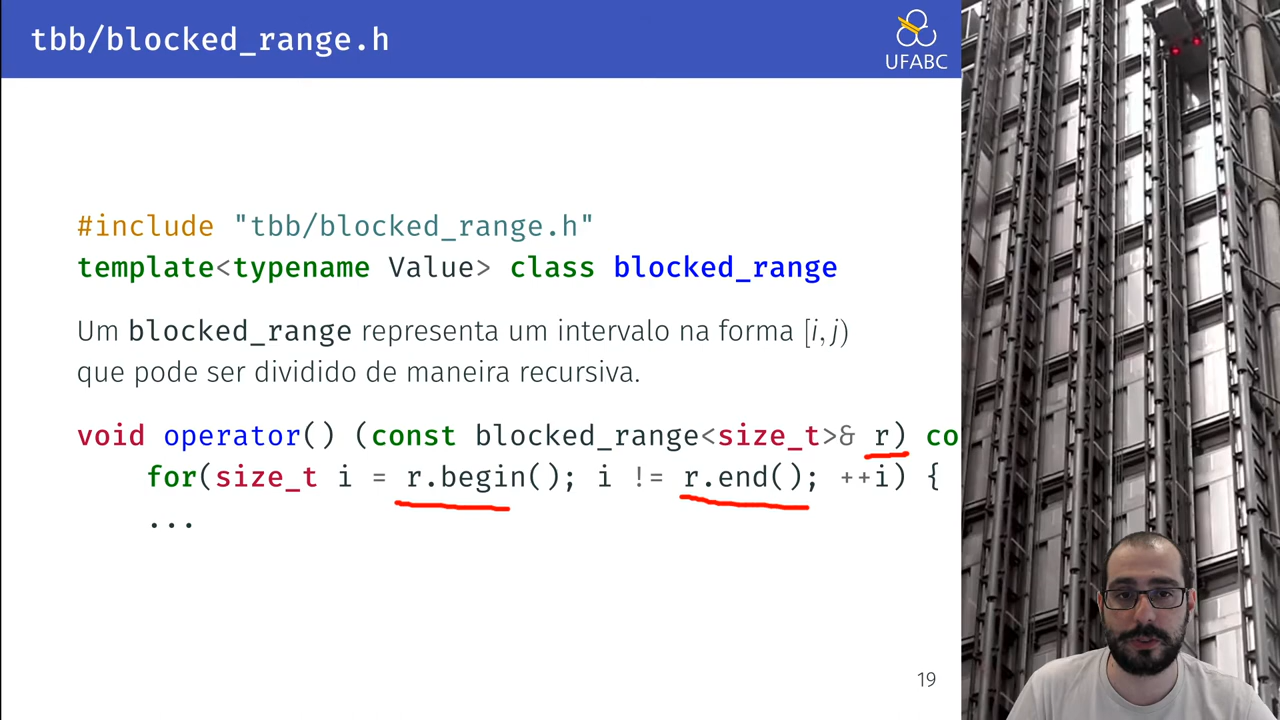 tbb/blocked_range.h
UFABC
#include "tbb/blocked_range.h"
template<typename Value> class blocked_range
Um blocked_range representa um intervalo na forma [i, j)
que pode ser dividido de maneira recursiva.
void operator() (const blocked_range<size_t>& r) co
for(size_t i = r.begin(); i != r.end(); ++i) {
...
19